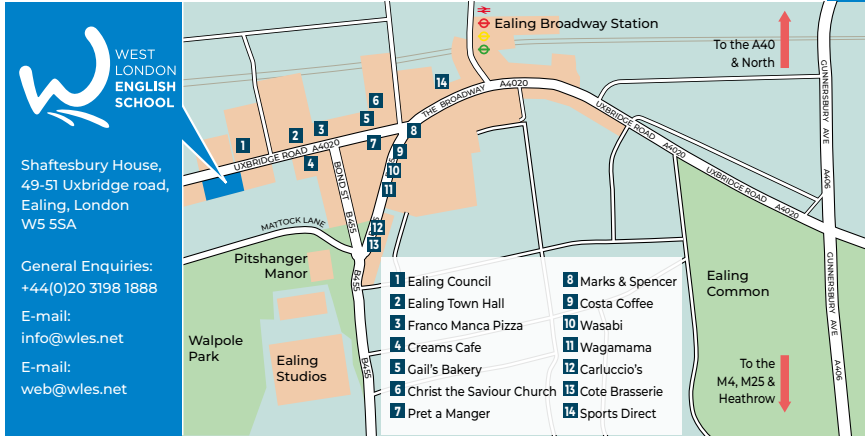 WEST
LONDON
ENGLISH
SCHOOL
Shaftesbury House,
49-51 Uxbridge road,
Ealing, London
W5 5SA
General Enquiries:
+44(0)20 3198 1888
E-mail:
info@wles.net
E-mail:
web@wles.net
Ealing Broadway Station
To the A40
& North
GUNNERSBURY AVE
A406
GUNNERSBURY AVE
A406
14
THE BROADWAY
A4020
UXBRIDGE ROAD
A4020
UXBRIDGE ROAD
A4020
6
5
8
3
2
1
7
4
UXBRIDGE ROAD A4020
9
10
11
12
13
BOND ST
B455
MATTOCK LANE
B455
B455
Pitshanger
Manor
Walpole
Park
Ealing
Studios
Ealing
Common
To the
M4, M25 &
Heathrow
1 Ealing Council
2 Ealing Town Hall
3 Franco Manca Pizza
4 Creams Cafe
5 Gail's Bakery
6 Christ the Saviour Church
7 Pret a Manger
8 Marks & Spencer
9 Costa Coffee
10 Wasabi
11 Wagamama
12 Carluccio's
13 Cote Brasserie
14 Sports Direct